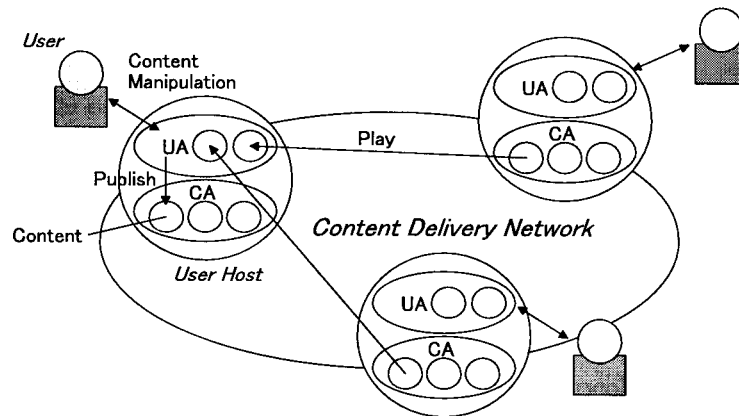 User
Content
Manipulation
UA
CA
Publish
Content
User Host
Play
UA
CA
Content Delivery Network
UA
CA